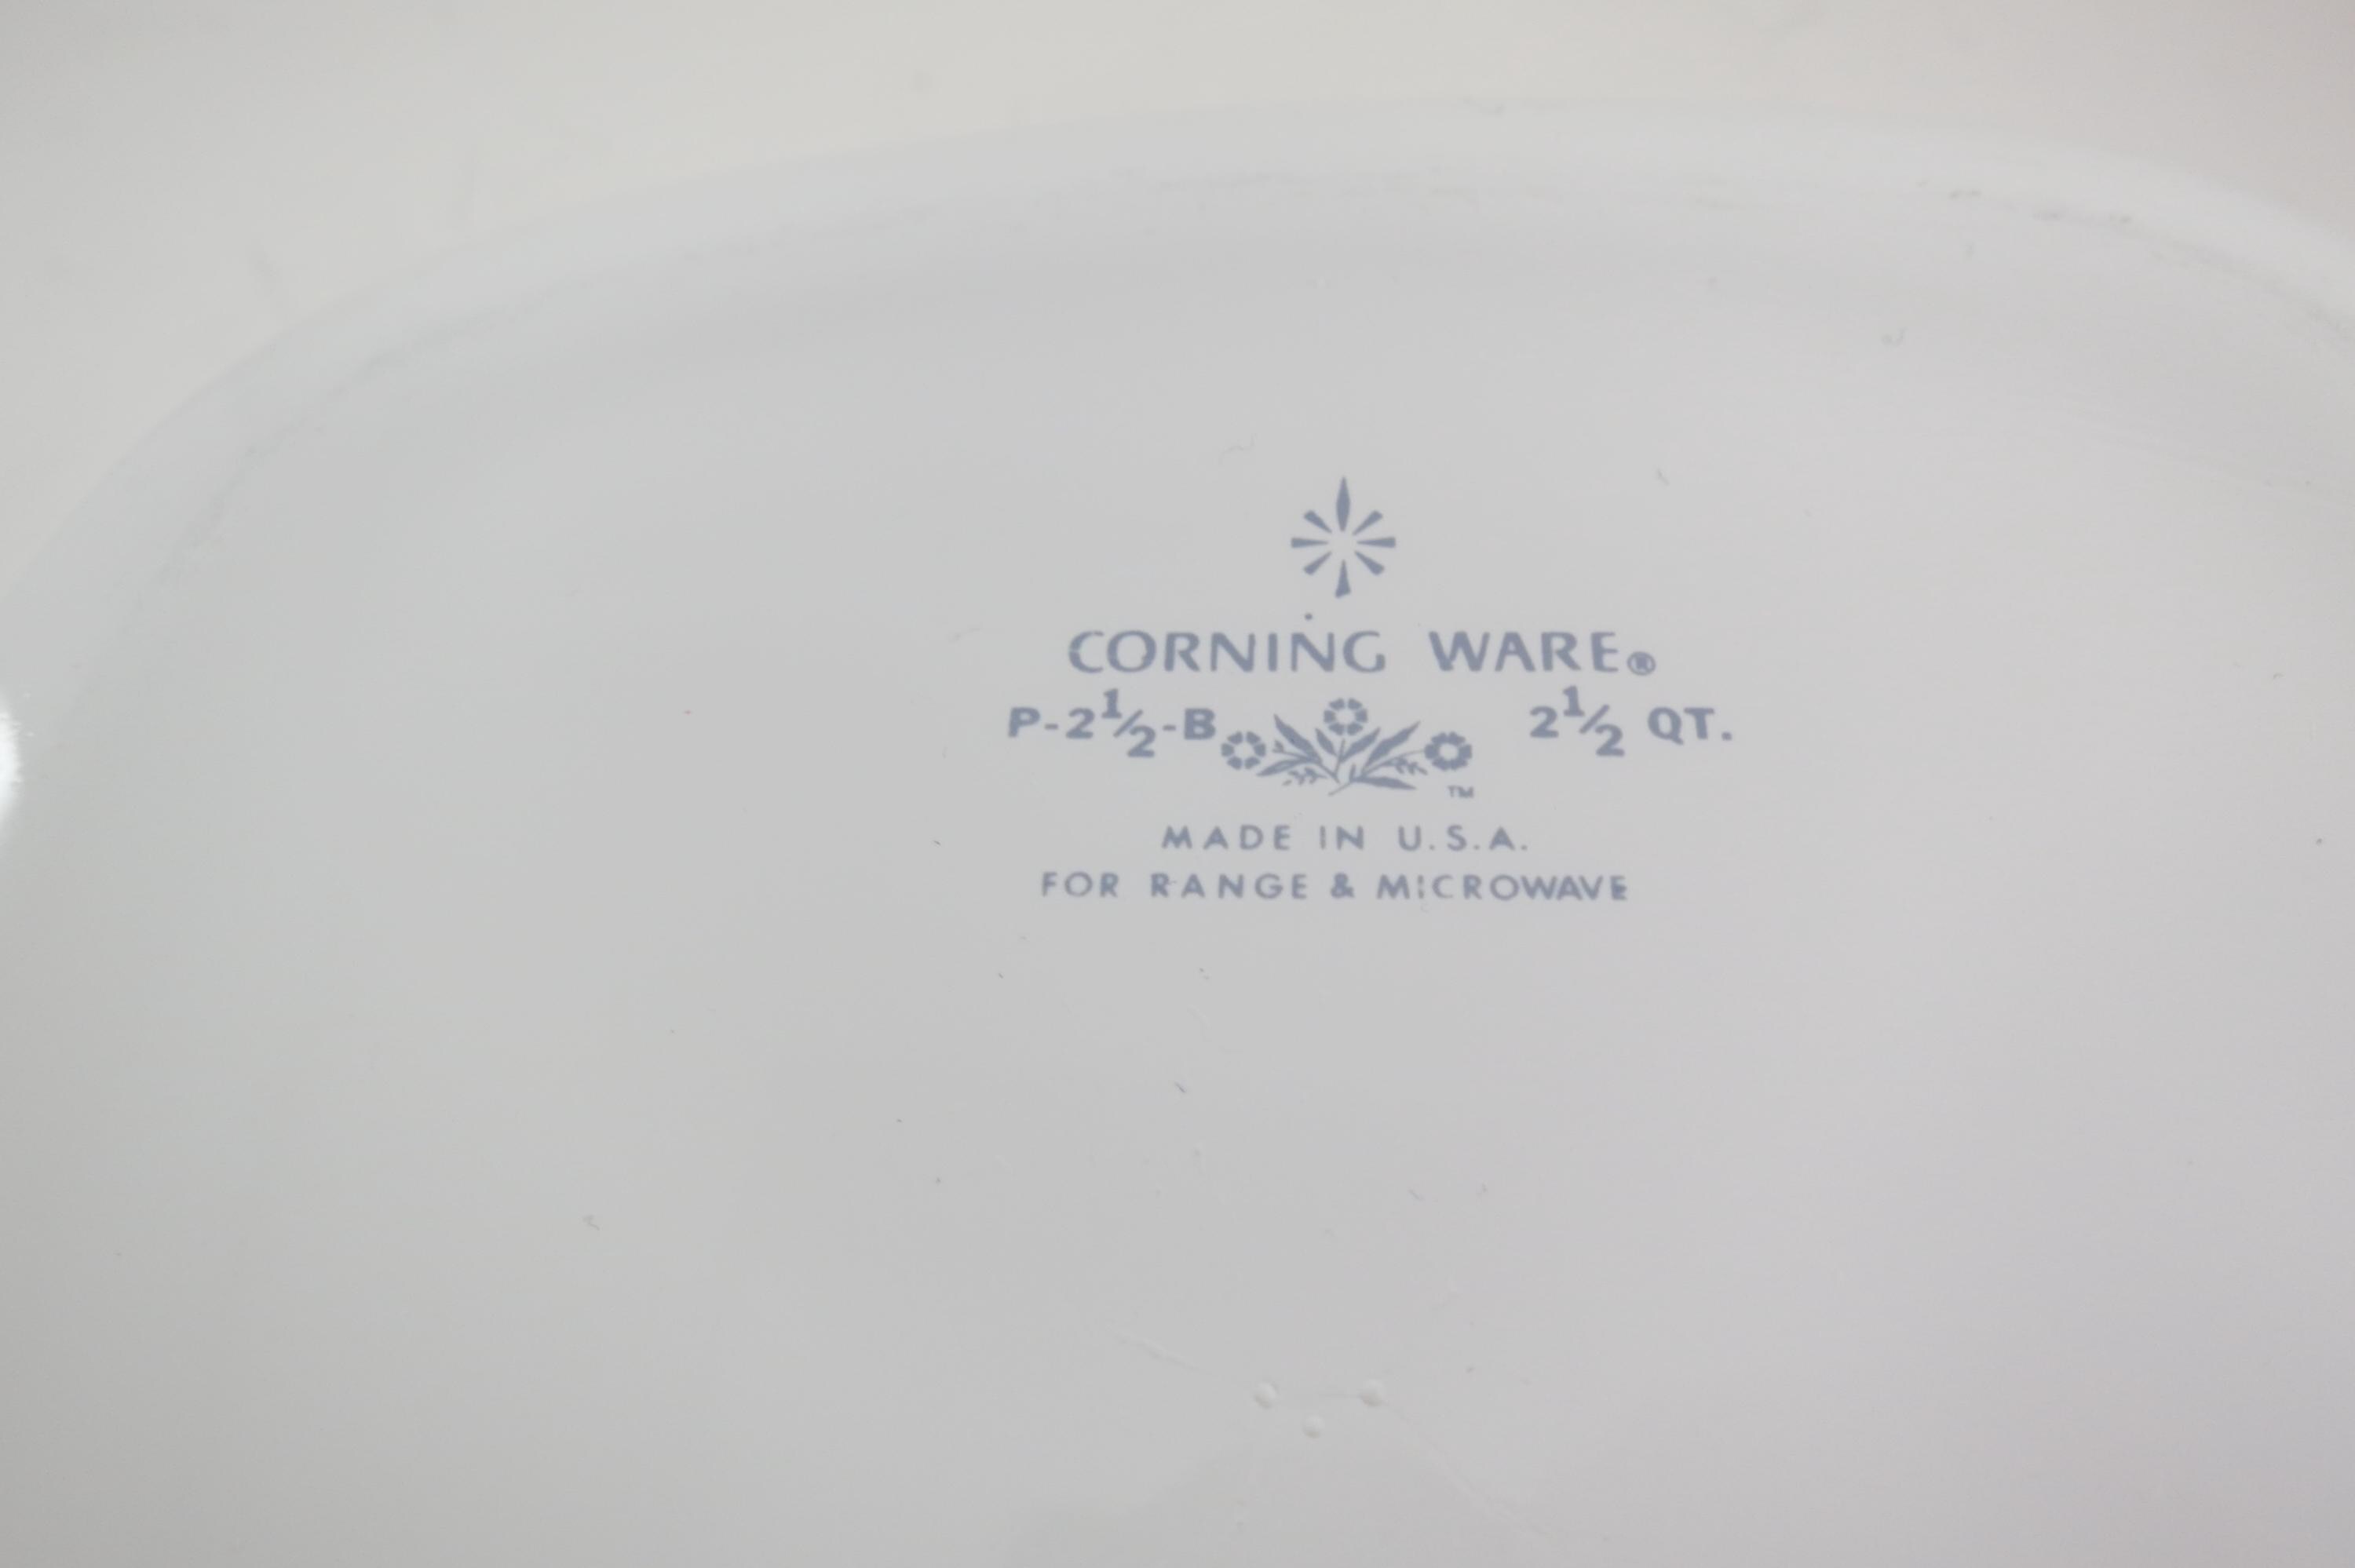 CORNING WARE®
P-2½-B 2½ QT.
TM
MADE IN U.S.A.
FOR RANGE & MICROWAVE